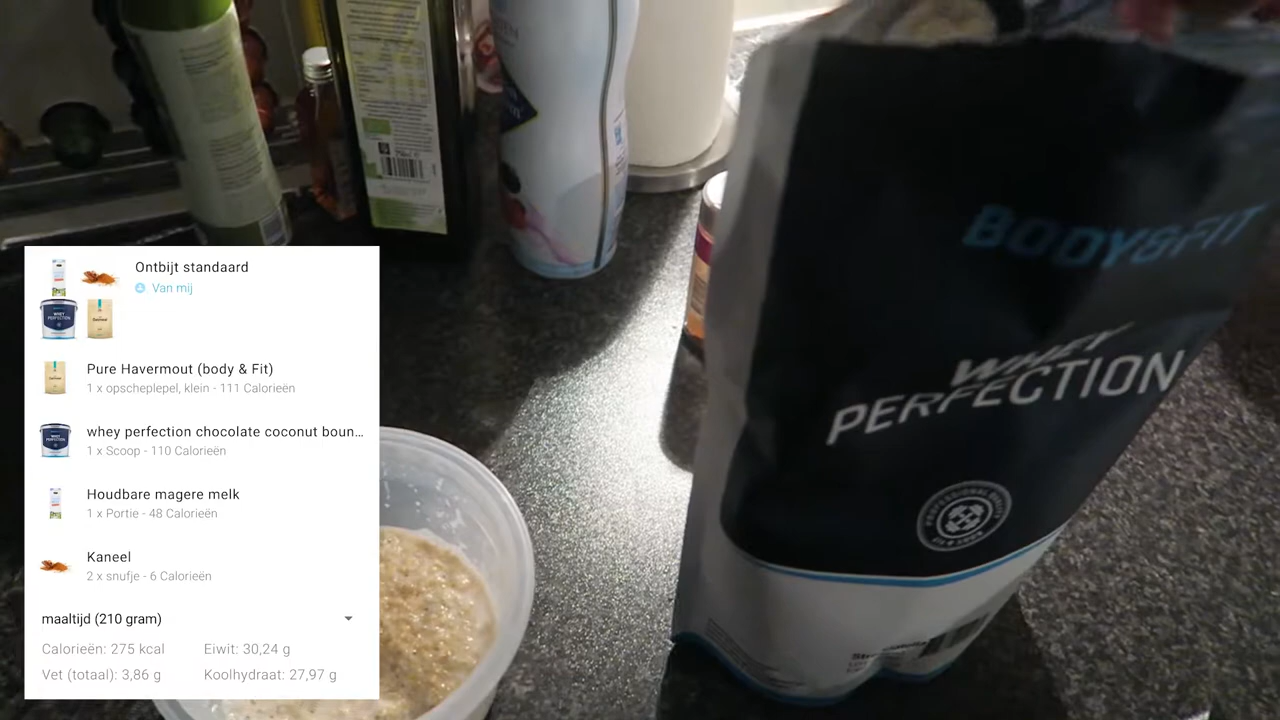 Ontbijt standaard
Van mij
Pure Havermout (body & Fit)
1 x opscheplepel, klein - 111 Calorieën
whey perfection chocolate coconut boun...
1 x Scoop - 110 Calorieën
Houdbare magere melk
1 x Portie - 48 Calorieën
Kaneel
2 x snufje - 6 Calorieën
maaltijd (210 gram)
Calorieën: 275 kcal
Eiwit: 30,24 g
Vet (totaal): 3,86 g
Koolhydraat: 27,97 g
BODY&FIT
WHEY
PERFECTION
PROFESSIONAL QUALITY